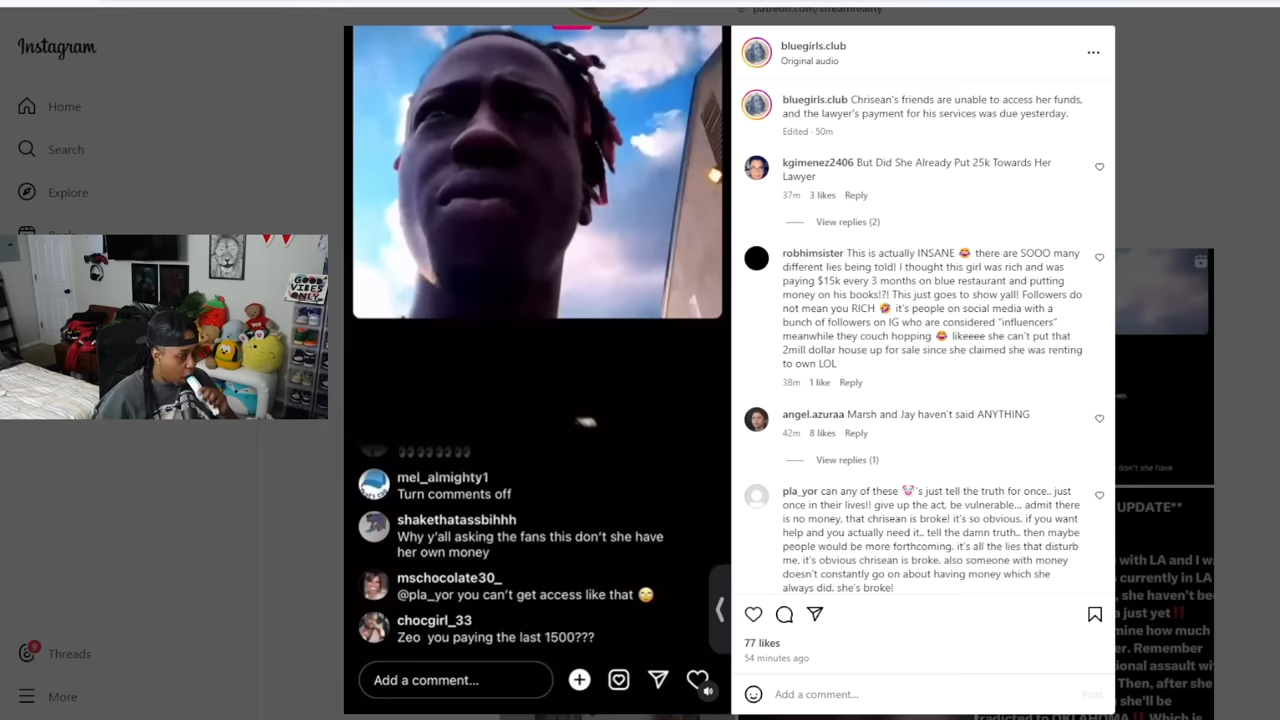 patreon.com/streamreality
Instagram
Home
Search
Explore
GOOD
VIBES
ONLY
9
Threads
More
mel_almighty1
Turn comments off
shakethatassbihhh
Why y'all asking the fans this don't she have
her own money
mschocolate30_
@pla_yor you can't get access like that 🙄
chocgirl_33
Zeo you paying the last 1500???
Add a comment...
bluegirls.club
Original audio
bluegirls.club Chrisean's friends are unable to access her funds,
and the lawyer's payment for his services was due yesterday.
Edited · 50m
kgimenez2406 But Did She Already Put 25k Towards Her
Lawyer
37m 3 likes Reply
View replies (2)
robhimsister This is actually INSANE 😂 there are SOOO many
different lies being told! I thought this girl was rich and was
paying $15k every 3 months on blue restaurant and putting
money on his books!?! This just goes to show yall! Followers do
not mean you RICH 🤣 it's people on social media with a
bunch of followers on IG who are considered "influencers"
meanwhile they couch hopping 😂 likeeee she can't put that
2mill dollar house up for sale since she claimed she was renting
to own LOL
38m 1 like Reply
angel.azuraa Marsh and Jay haven't said ANYTHING
42m 8 likes Reply
View replies (1)
pla_yor can any of these 🤡's just tell the truth for once.. just
once in their lives!! give up the act, be vulnerable... admit there
is no money, that chrisean is broke! it's so obvious. if you want
help and you actually need it.. tell the damn truth.. then maybe
people would be more forthcoming. it's all the lies that disturb
me. it's obvious chrisean is broke. also someone with money
doesn't constantly go on about having money which she
always did. she's broke!
77 likes
54 minutes ago
Add a comment...
Post
don't she have
UPDATE**
with LA and I wa
currently in LA
she haven't be
just yet‼️
mine how much
er. Remember
ional assault wi
Then, after she
she'll be
tradicted to OKLAHOMA‼️ Which is